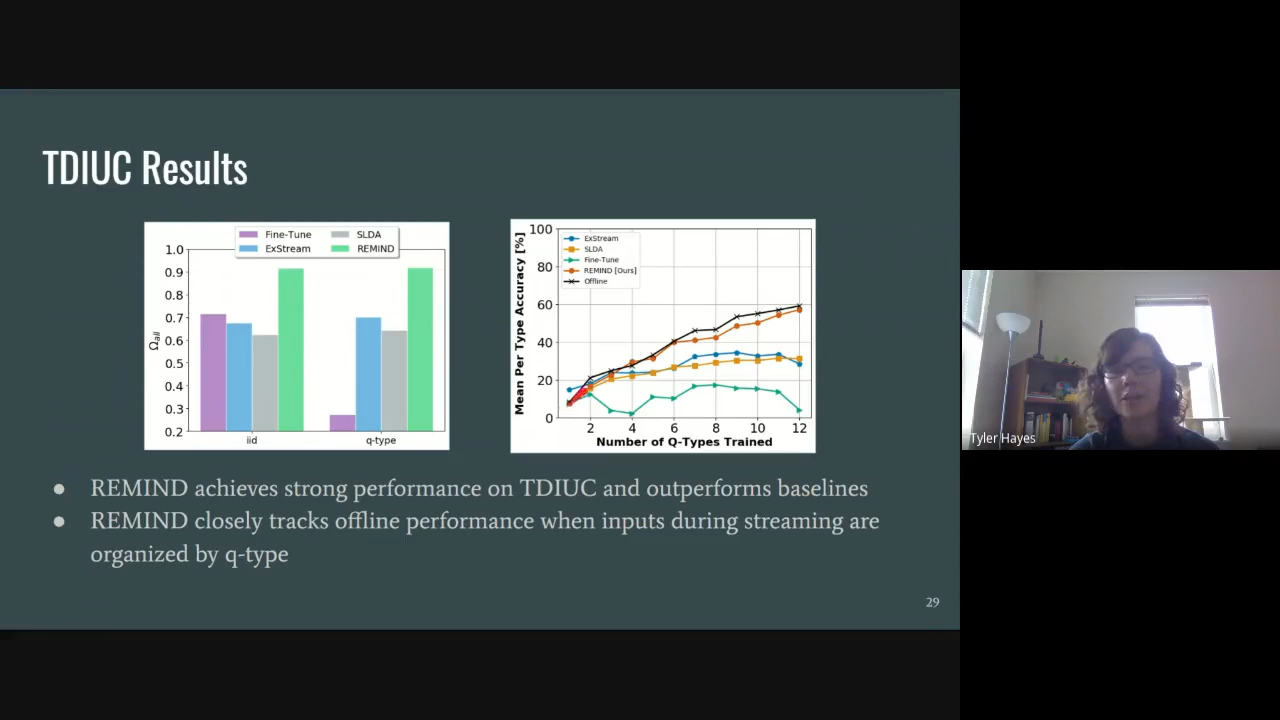 TDIUC Results
Fine-Tune
SLDA
ExStream
REMIND
1.0
0.9
0.8
0.7
0.6
0.5
0.4
0.3
0.2
Ωall
iid
q-type
100
80
60
40
20
0
Mean Per Type Accuracy [%]
ExStream
SLDA
Fine-Tune
REMIND [Ours]
Offline
2 4 6 8 10 12
Number of Q-Types Trained
● REMIND achieves strong performance on TDIUC and outperforms baselines
● REMIND closely tracks offline performance when inputs during streaming are
organized by q-type
29
Tyler Hayes